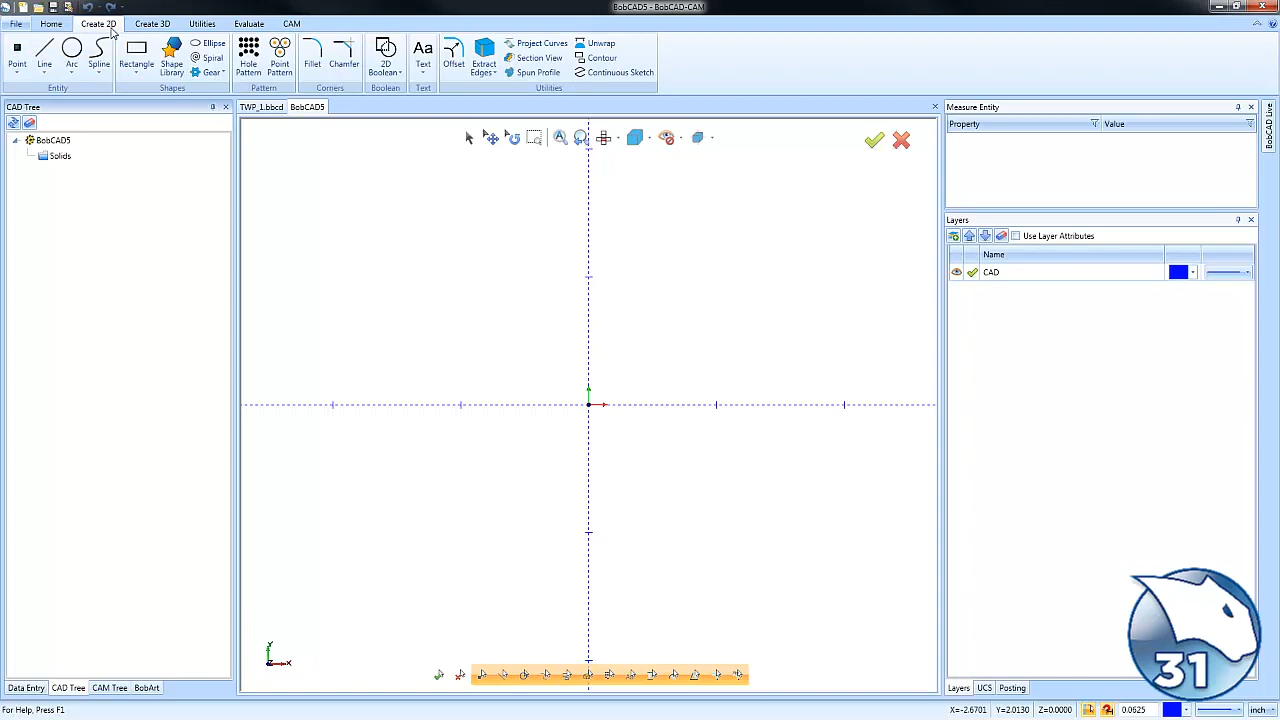 BobCAD5 - BobCAD-CAM
File Home Create 2D Create 3D Utilities Evaluate CAM
Point Line Arc Spline Rectangle Shape Library Ellipse Spiral Gear Hole Pattern Point Pattern Fillet Chamfer 2D Boolean Aa Text Offset Extract Edges Project Curves Section View Spun Profile Unwrap Contour Continuous Sketch
Entity Shapes Pattern Corners Boolean Text Utilities
CAD Tree
TWP_1.bbcd BobCAD5
BobCAD5
Solids
Measure Entity
Property Value
BobCAD Live
Layers
Use Layer Attributes
Name
CAD
Y
X
31
Data Entry CAD Tree CAM Tree BobArt
Layers UCS Posting
For Help, Press F1
X=-2.6701 Y=2.0130 Z=0.0000 0.0625 inch